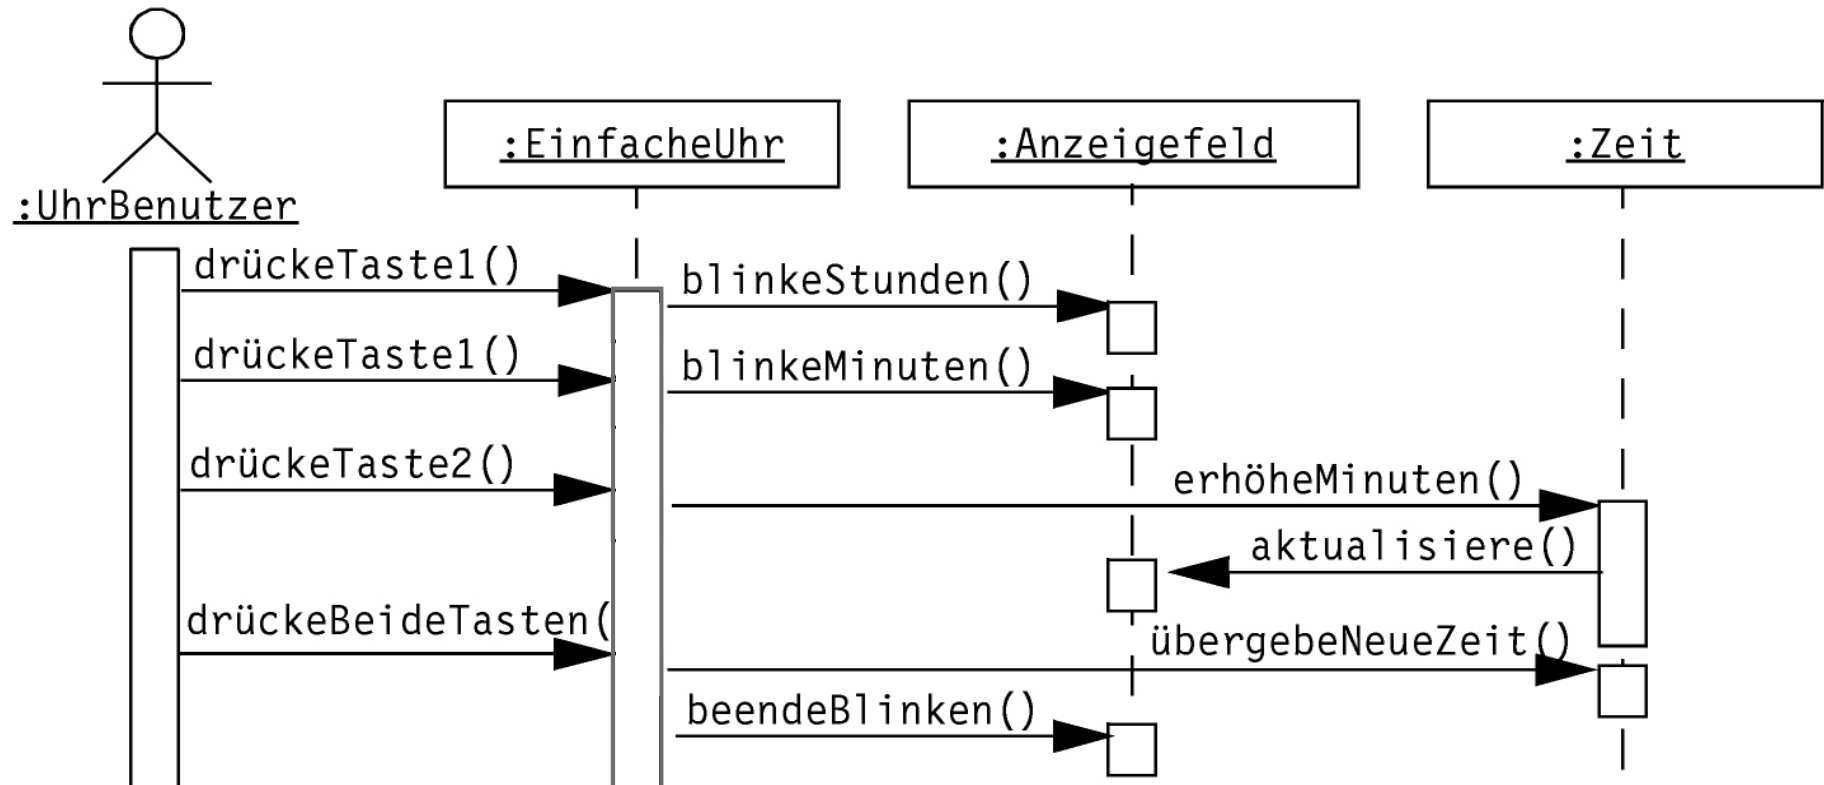 :EinfacheUhr
:Anzeigefeld
:Zeit
:UhrBenutzer
drückeTaste1()
blinkeStunden()
drückeTaste1()
blinkeMinuten()
drückeTaste2()
erhöheMinuten()
aktualisiere()
drückeBeideTasten(
übergebeNeueZeit()
beendeBlinken()